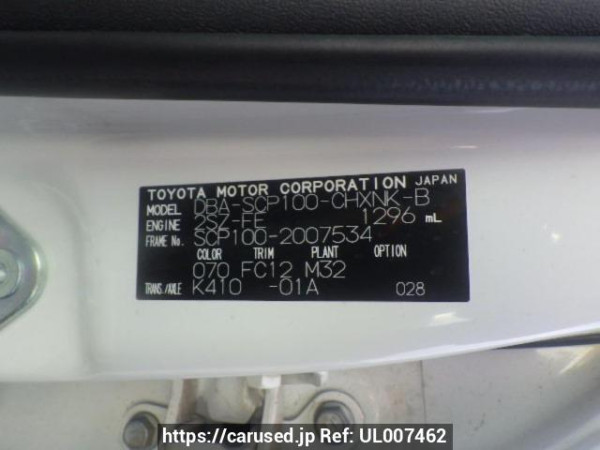 TOYOTA MOTOR CORPORATION JAPAN
MODEL DBA-SCP100-CHXNK-B
ENGINE 2SZ-FE 1296 mL
FRAME No. SCP100-2007534
COLOR TRIM PLANT OPTION
070 FC12 M32
TRANS./AXLE K410 -01A 028
https://carused.jp Ref: UL007462